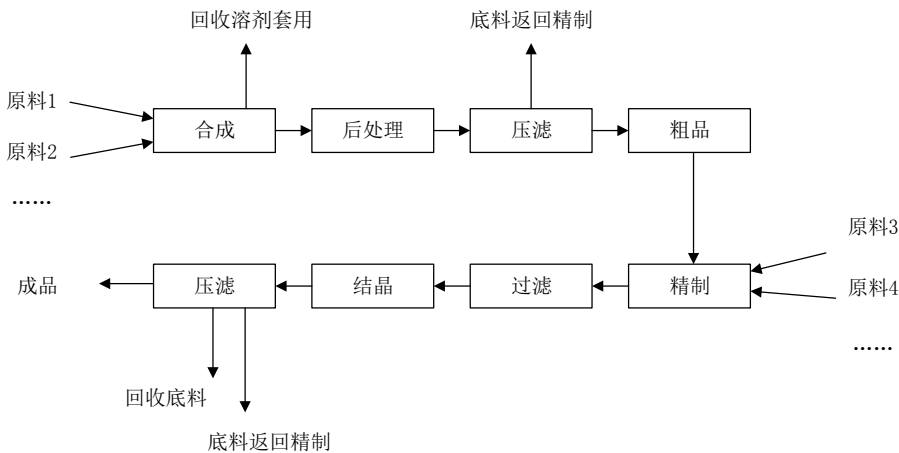 回收溶剂套用
底料返回精制
原料1
合成
后处理
压滤
粗品
原料2
……
原料3
成品
压滤
结晶
过滤
精制
原料4
……
回收底料
底料返回精制